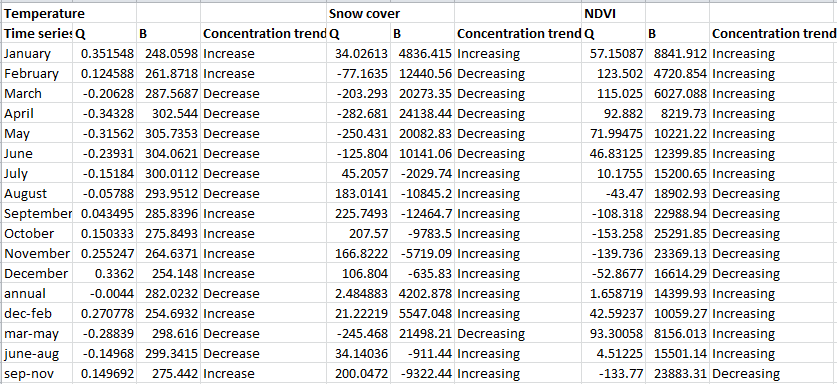 Temperature Snow cover NDVI
Time series Q B Concentration trend Q B Concentration trend Q B Concentration trend
January 0.351548 248.0598 Increase 34.02613 4836.415 Increasing 57.15087 8841.912 Increasing
February 0.124588 261.8718 Increase -77.1635 12440.56 Decreasing 123.502 4720.854 Increasing
March -0.20628 287.5687 Decrease -203.293 20273.35 Decreasing 115.025 6027.088 Increasing
April -0.34328 302.544 Decrease -282.681 24138.44 Decreasing 92.882 8219.73 Increasing
May -0.31562 305.7353 Decrease -250.431 20082.83 Decreasing 71.99475 10221.22 Increasing
June -0.23931 304.0621 Decrease -125.804 10141.06 Decreasing 46.83125 12399.85 Increasing
July -0.15184 300.0112 Decrease 45.2057 -2029.74 Increasing 10.1755 15200.65 Increasing
August -0.05788 293.9512 Decrease 183.0141 -10845.2 Increasing -43.47 18902.93 Decreasing
September 0.043495 285.8396 Increase 225.7493 -12464.7 Increasing -108.318 22988.94 Decreasing
October 0.150333 275.8493 Increase 207.57 -9783.5 Increasing -153.258 25291.85 Decreasing
November 0.255247 264.6371 Increase 166.8222 -5719.09 Increasing -139.736 23369.13 Decreasing
December 0.3362 254.148 Increase 106.804 -635.83 Increasing -52.8677 16614.29 Decreasing
annual -0.0044 282.0232 Decrease 2.484883 4202.878 Increasing 1.658719 14399.93 Increasing
dec-feb 0.270778 254.6932 Increase 21.22219 5547.048 Increasing 42.59237 10059.27 Increasing
mar-may -0.28839 298.616 Decrease -245.468 21498.21 Decreasing 93.30058 8156.013 Increasing
june-aug -0.14968 299.3415 Decrease 34.14036 -911.44 Increasing 4.51225 15501.14 Increasing
sep-nov 0.149692 275.442 Increase 200.0472 -9322.44 Increasing -133.77 23883.31 Decreasing